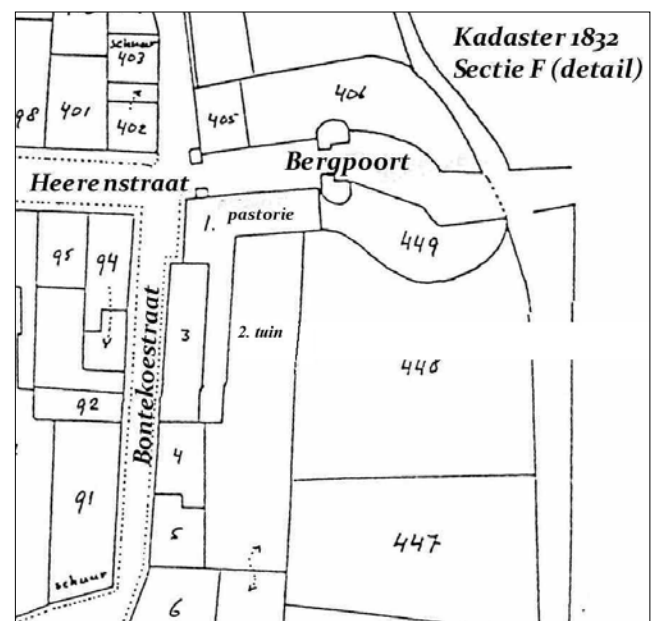 Kadaster 1832
Sectie F (detail)
schuur
403
401
98
402
405
406
Bergpoort
Heerenstraat
1. pastorie
449
95
94
3
2. tuin
Bontekoestraat
448
92
4
91
5
447
schuur
6